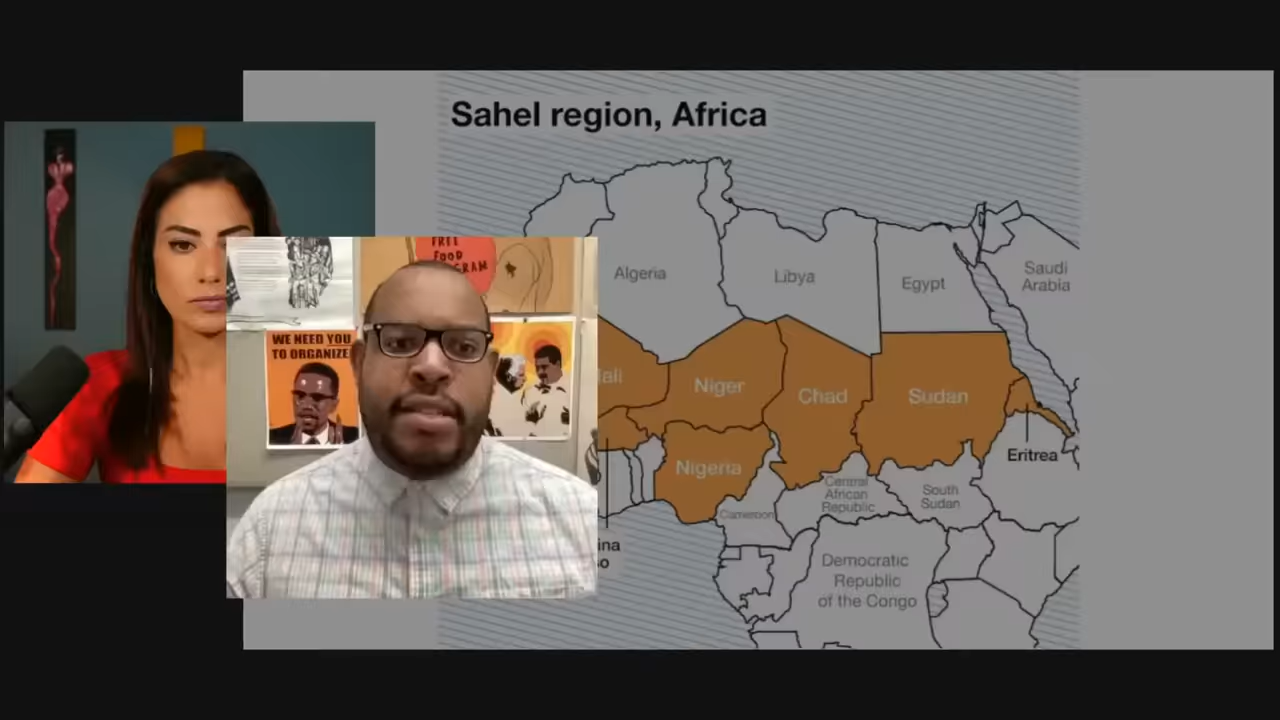 Sahel region, Africa
Algeria
Libya
Egypt
Saudi
Arabia
Niger
Chad
Sudan
Eritrea
Nigeria
Cameroon
Central
African
Republic
South
Sudan
Democratic
Republic
of the Congo
FREE
FOOD
WE NEED YOU
TO ORGANIZE